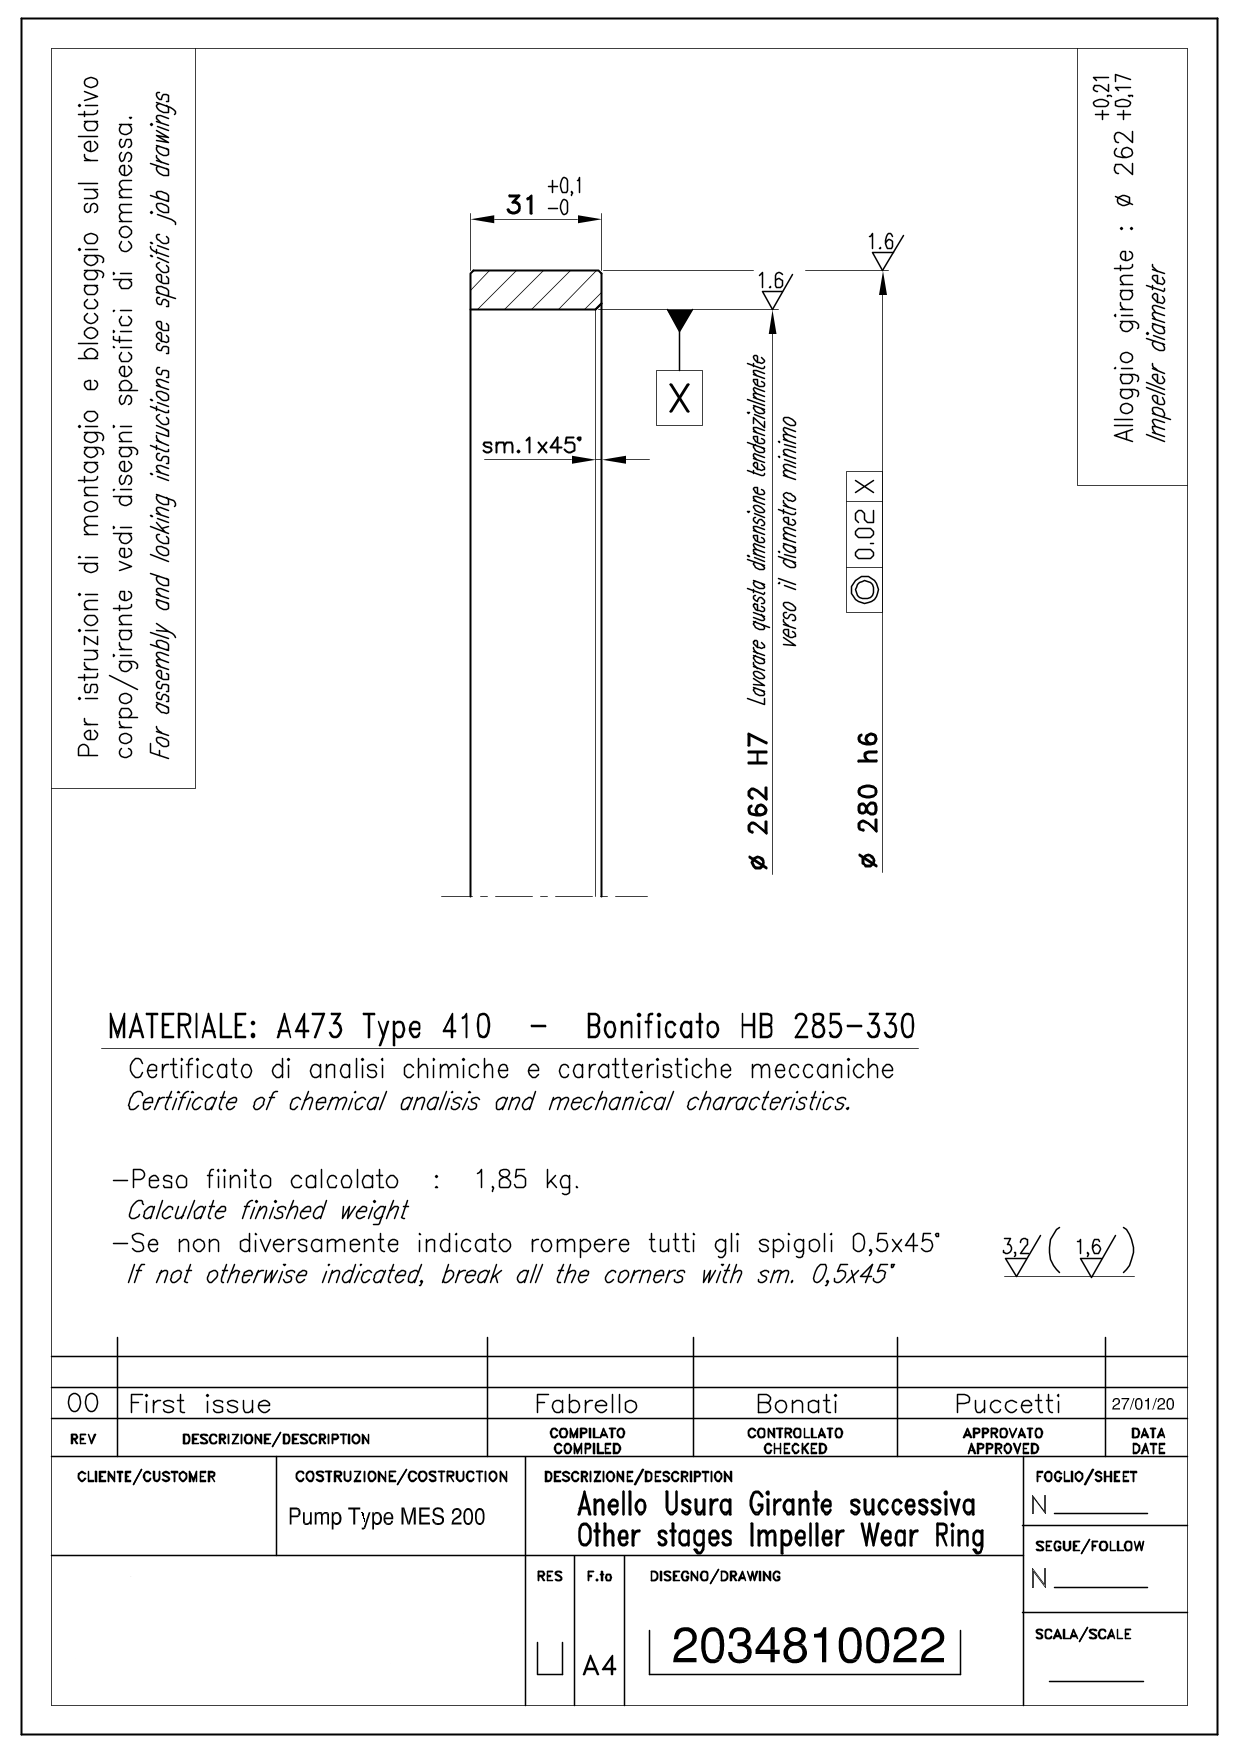 Per istruzioni di montaggio e bloccaggio sul relativo
corpo/girante vedi disegni specifici di commessa.
For assembly and locking instructions see specific job drawings
Alloggio girante : ø 262 +0,21 +0,17
Impeller diameter
31 +0,1 -0
1.6
1.6
X
sm.1x45°
ø 262 H7 Lavorare questa dimensione tendenzialmente
verso il diametro minimo
◎ 0.02 X
ø 280 h6
MATERIALE: A473 Type 410 - Bonificato HB 285-330
Certificato di analisi chimiche e caratteristiche meccaniche
Certificate of chemical analisis and mechanical characteristics.
-Peso fiinito calcolato : 1,85 kg.
Calculate finished weight
-Se non diversamente indicato rompere tutti gli spigoli 0,5x45°
If not otherwise indicated, break all the corners with sm. 0,5x45°
3,2 ( 1,6 )
00 First issue Fabrello Bonati Puccetti 27/01/20
REV DESCRIZIONE/DESCRIPTION COMPILATO CONTROLLATO APPROVATO DATA
COMPILED CHECKED APPROVED DATE
CLIENTE/CUSTOMER COSTRUZIONE/COSTRUCTION DESCRIZIONE/DESCRIPTION FOGLIO/SHEET
Pump Type MES 200
Anello Usura Girante successiva
Other stages Impeller Wear Ring
N
SEGUE/FOLLOW
N
RES F.to DISEGNO/DRAWING
A4
2034810022
SCALA/SCALE